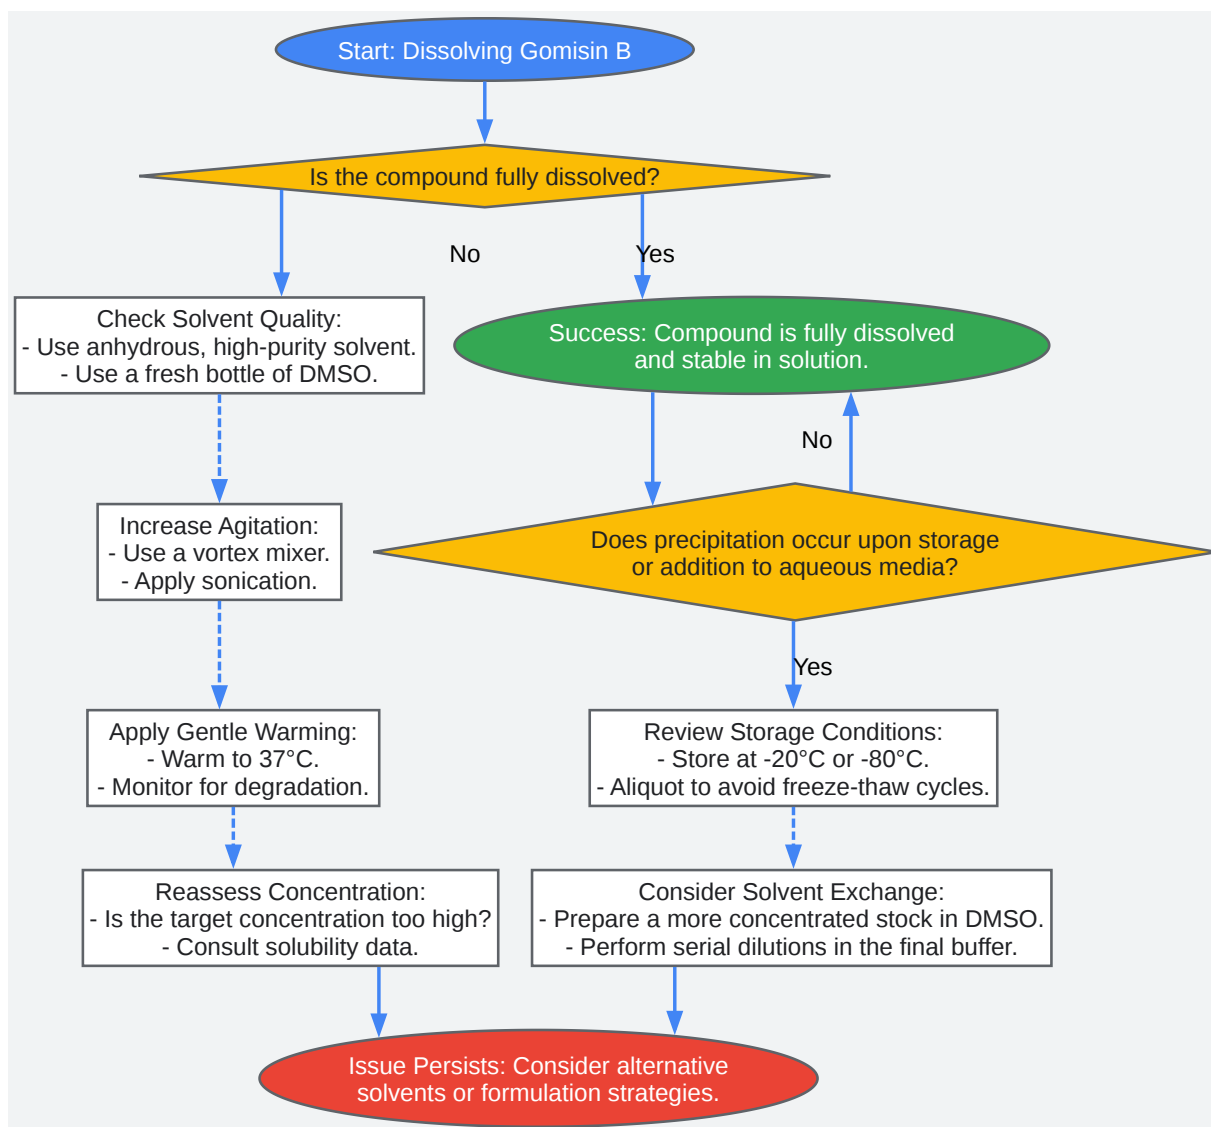 Start: Dissolving Gomisin B
Is the compound fully dissolved?
No
Yes
Check Solvent Quality:
- Use anhydrous, high-purity solvent.
- Use a fresh bottle of DMSO.
Success: Compound is fully dissolved
and stable in solution.
No
Increase Agitation:
- Use a vortex mixer.
- Apply sonication.
Does precipitation occur upon storage
or addition to aqueous media?
Yes
Apply Gentle Warming:
- Warm to 37°C.
- Monitor for degradation.
Review Storage Conditions:
- Store at -20°C or -80°C.
- Aliquot to avoid freeze-thaw cycles.
Reassess Concentration:
- Is the target concentration too high?
- Consult solubility data.
Consider Solvent Exchange:
- Prepare a more concentrated stock in DMSO.
- Perform serial dilutions in the final buffer.
Issue Persists: Consider alternative
solvents or formulation strategies.